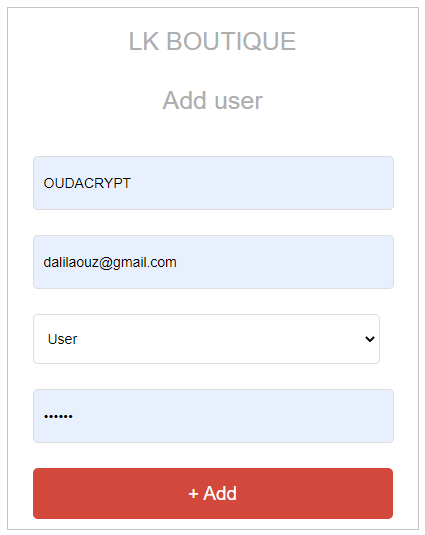 LK BOUTIQUE
Add user
OUDACRYPT
dalilaouz@gmail.com
User
••••••
+ Add